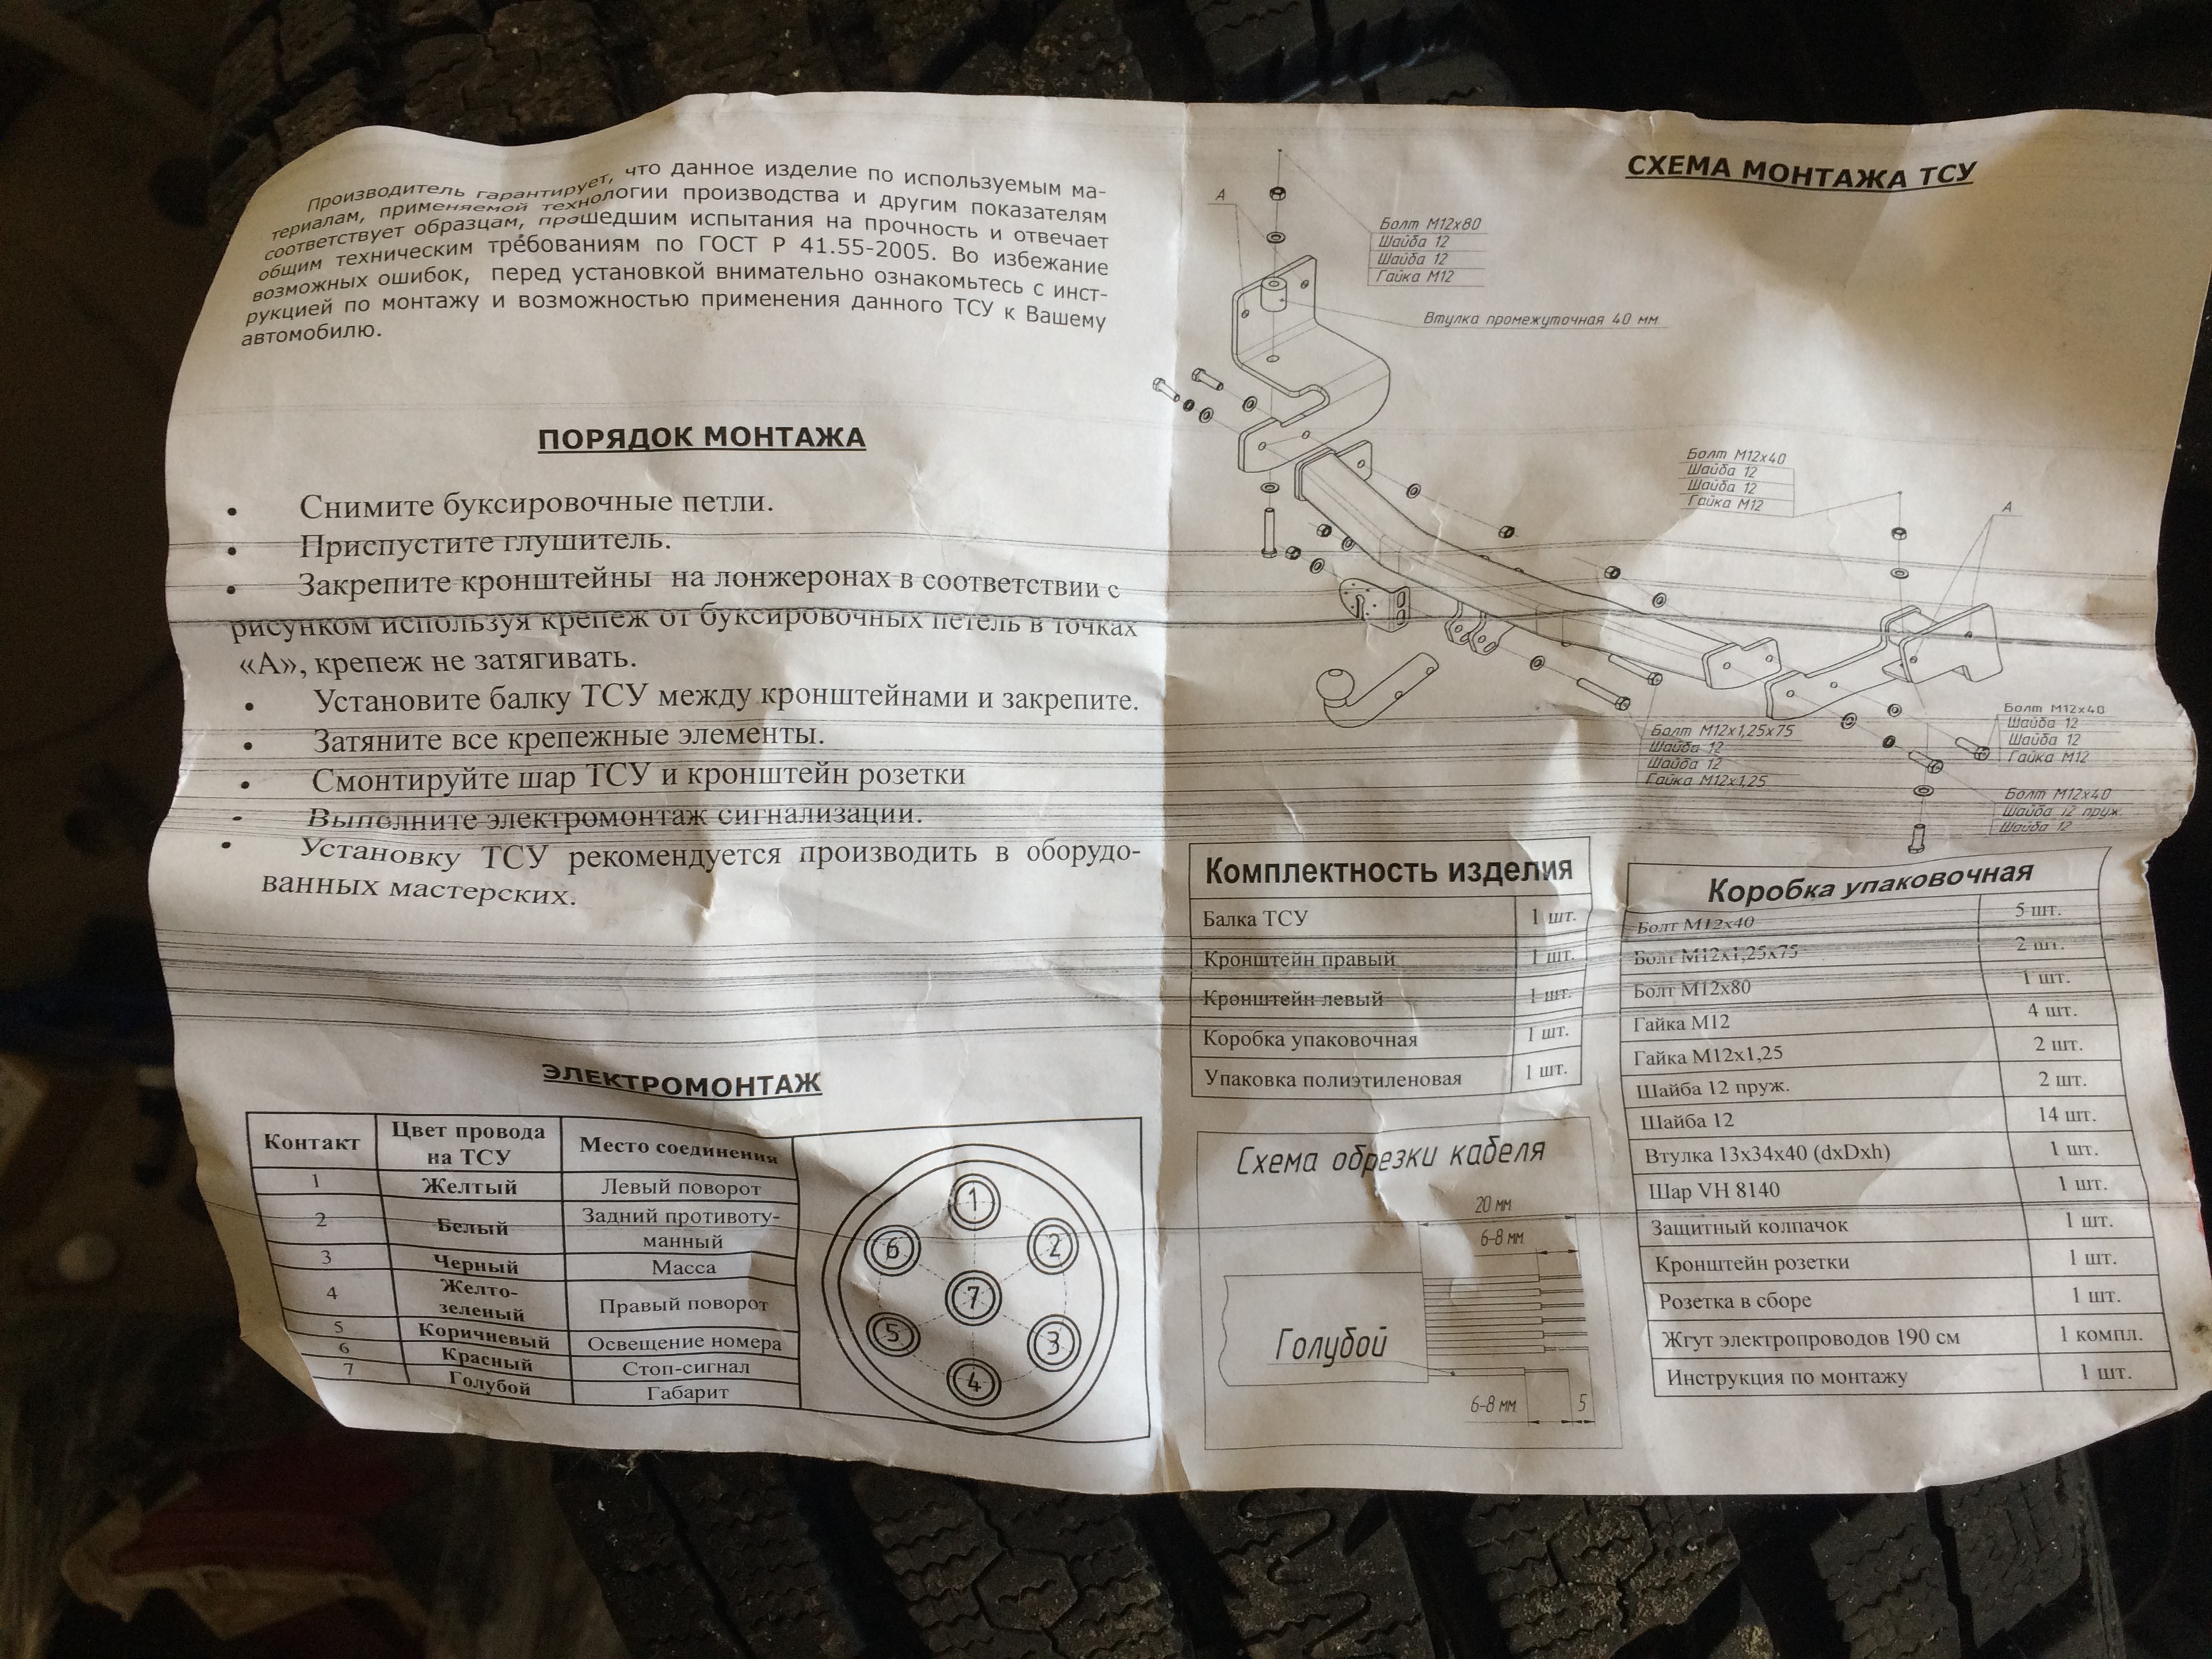 Производитель гарантирует, что данное изделие по используемым ма-
териалам, применяемой технологии производства и другим показателям
соответствует образцам, прошедшим испытания на прочность и отвечает
общим техническим требованиям по ГОСТ Р 41.55-2005. Во избежание
возможных ошибок, перед установкой внимательно ознакомьтесь с инст-
рукцией по монтажу и возможностью применения данного ТСУ к Вашему
автомобилю.
ПОРЯДОК МОНТАЖА
• Снимите буксировочные петли.
• Приспустите глушитель.
• Закрепите кронштейны на лонжеронах в соответствии с
рисунком используя крепеж от буксировочных петель в точках
«А», крепеж не затягивать.
• Установите балку ТСУ между кронштейнами и закрепите.
• Затяните все крепежные элементы.
• Смонтируйте шар ТСУ и кронштейн розетки
• Выполните электромонтаж сигнализации.
• Установку ТСУ рекомендуется производить в оборудо-
ванных мастерских.
ЭЛЕКТРОМОНТАЖ
Контакт Цвет провода на ТСУ Место соединения
1 Желтый Левый поворот
2 Белый Задний противоту-
манный
3 Черный Масса
4 Желто-
зеленый Правый поворот
5 Коричневый Освещение номера
6 Красный Стоп-сигнал
7 Голубой Габарит
1
6 2
7
5 3
4
СХЕМА МОНТАЖА ТСУ
А
Болт М12х80
Шайба 12
Шайба 12
Гайка М12
Втулка промежуточная 40 мм
Болт М12х40
Шайба 12
Шайба 12
Гайка М12
А
Болт М12х1,25х75
Шайба 12
Шайба 12
Гайка М12х1,25
Болт М12х40
Шайба 12
Шайба 12
Гайка М12
Болт М12х40
Шайба 12 пруж.
Шайба 12
Комплектность изделия
Балка ТСУ 1 шт.
Кронштейн правый 1 шт.
Кронштейн левый 1 шт.
Коробка упаковочная 1 шт.
Упаковка полиэтиленовая 1 шт.
Схема обрезки кабеля
20 мм
6-8 мм
Голубой
6-8 мм 5
Коробка упаковочная
Болт М12х40 5 шт.
Болт М12х1,25х75 2 шт.
Болт М12х80 1 шт.
Гайка М12 4 шт.
Гайка М12х1,25 2 шт.
Шайба 12 пруж. 2 шт.
Шайба 12 14 шт.
Втулка 13х34х40 (dxDxh) 1 шт.
Шар VH 8140 1 шт.
Защитный колпачок 1 шт.
Кронштейн розетки 1 шт.
Розетка в сборе 1 шт.
Жгут электропроводов 190 см 1 компл.
Инструкция по монтажу 1 шт.